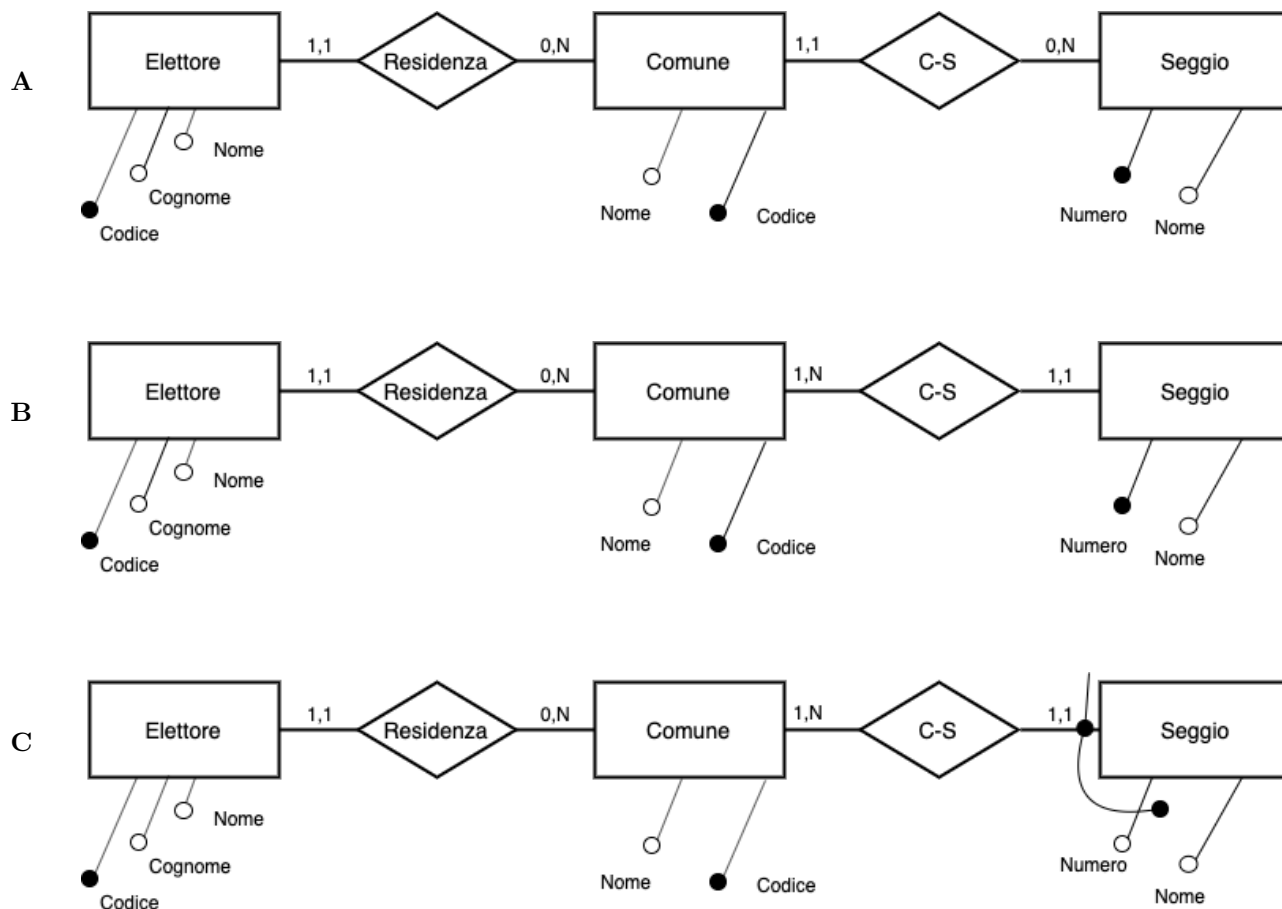 Elettore 1,1 Residenza 0,N Comune 1,1 C-S 0,N Seggio
A
Nome
Cognome
Codice
Nome
Codice
Numero
Nome
Elettore 1,1 Residenza 0,N Comune 1,N C-S 1,1 Seggio
B
Nome
Cognome
Codice
Nome
Codice
Numero
Nome
Elettore 1,1 Residenza 0,N Comune 1,N C-S 1,1 Seggio
C
Nome
Cognome
Codice
Nome
Codice
Numero
Nome